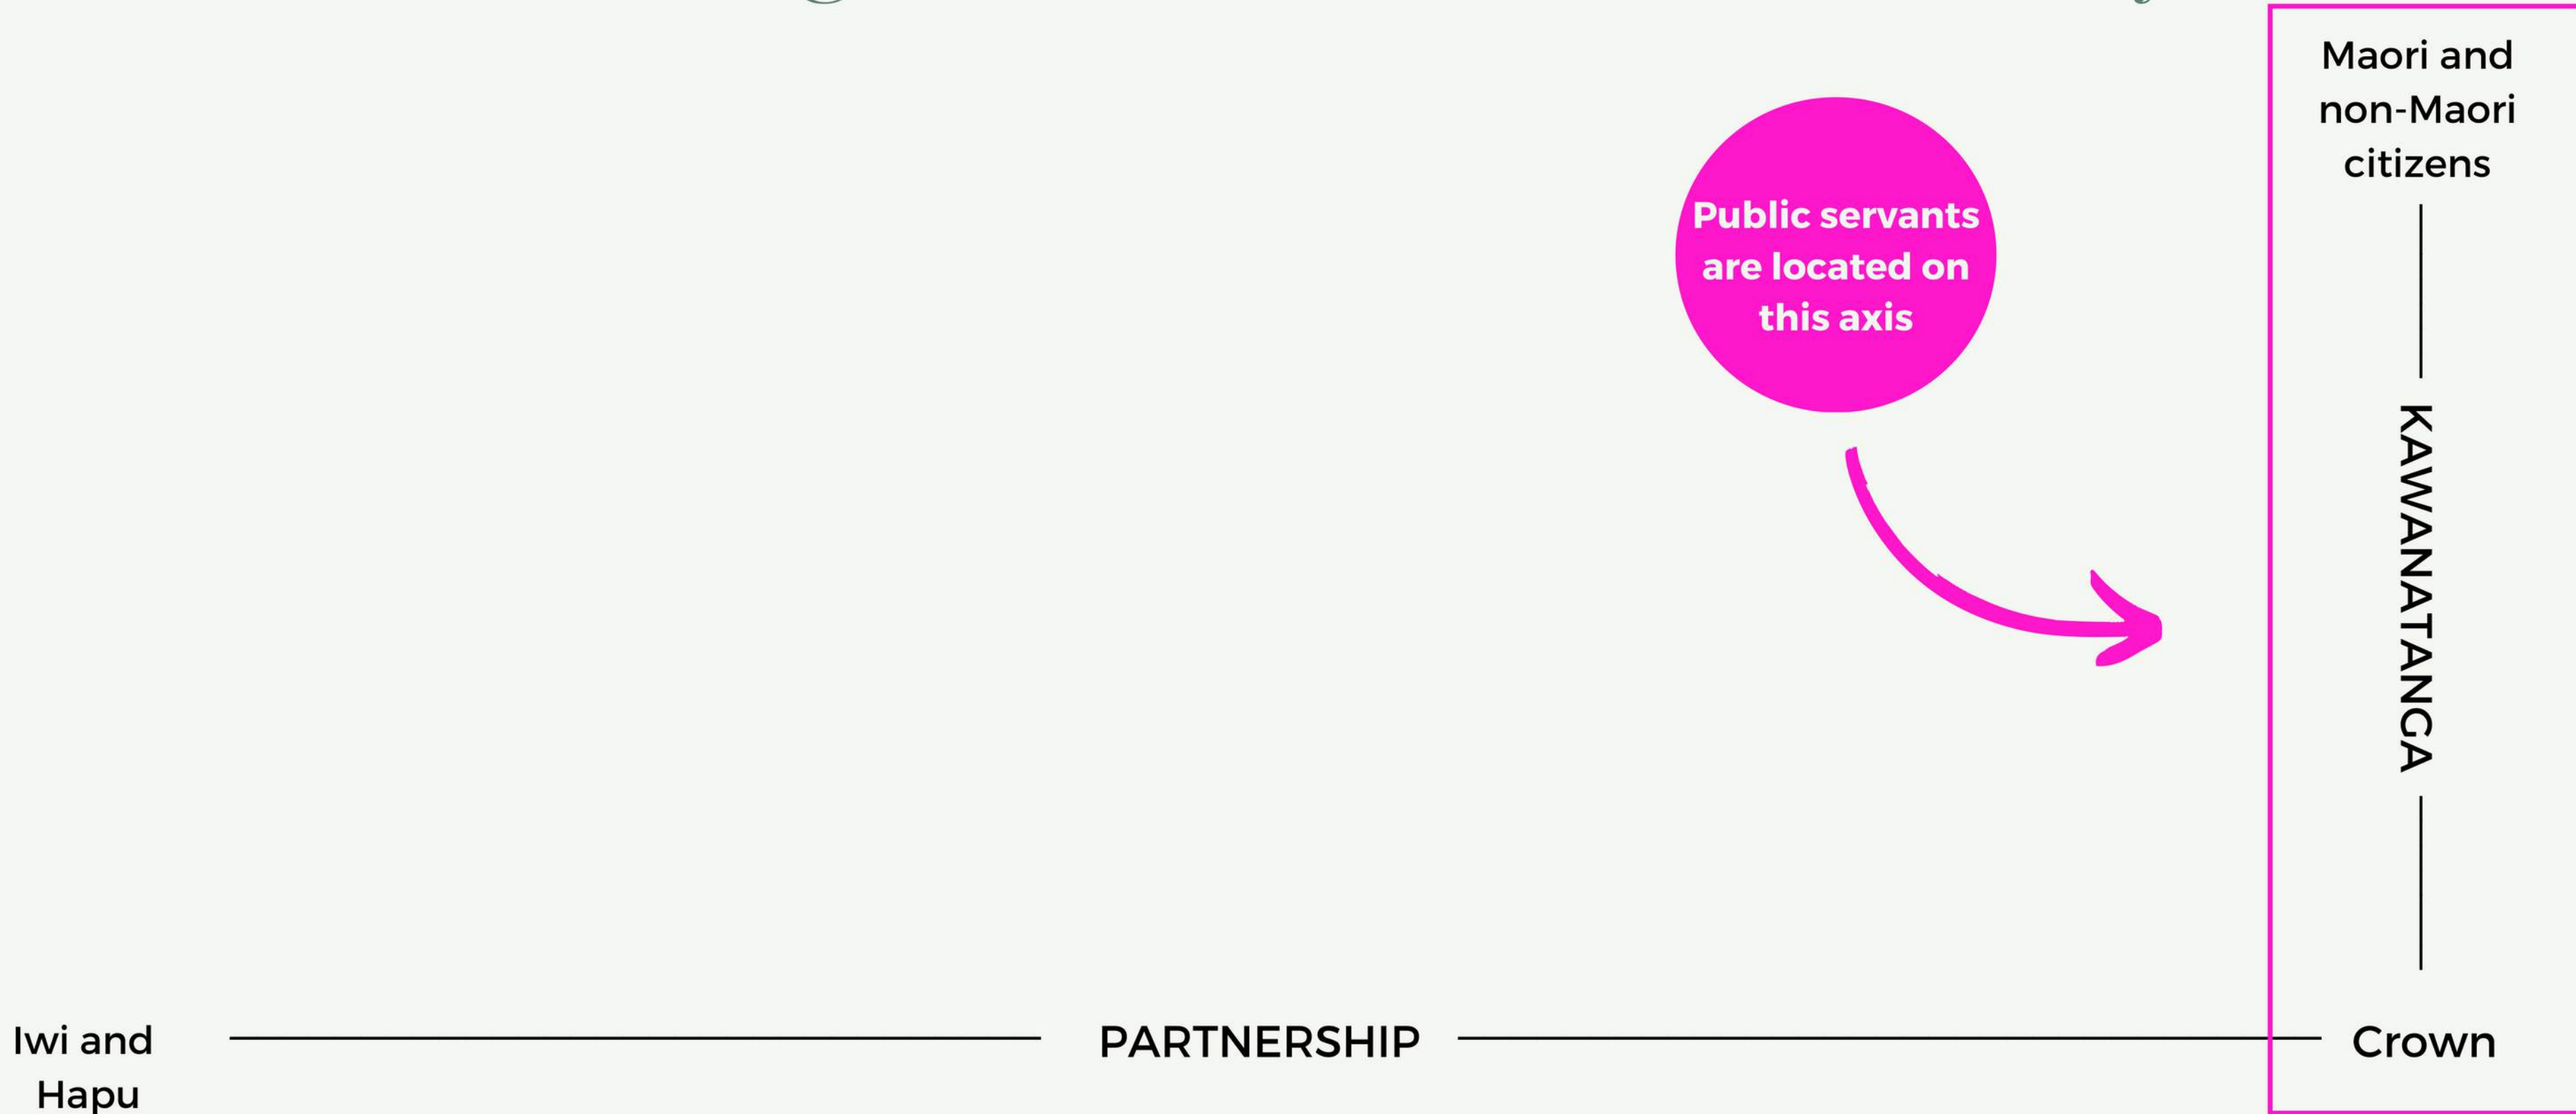 Maori and
non-Maori
citizens
Public servants
are located on
this axis
KAWANATANGA
Iwi and
Hapu
PARTNERSHIP
Crown